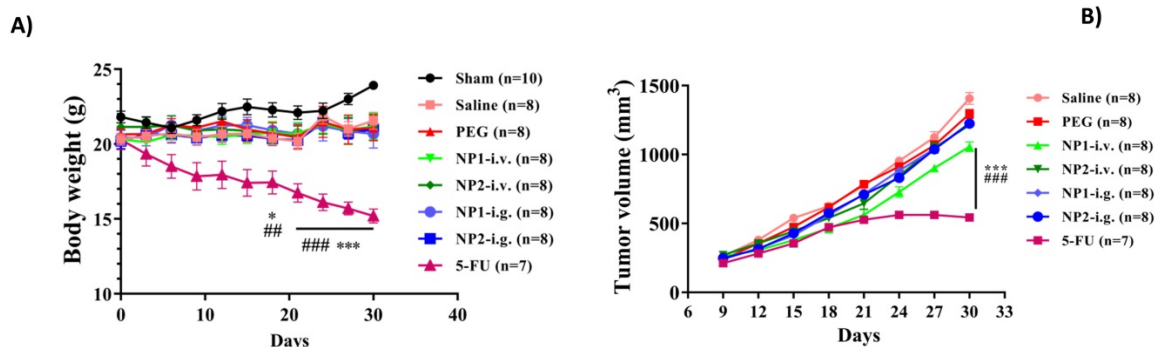 A)
B)
Body weight (g)
25
20
15
10
0
10
20
30
40
Days
Sham (n=10)
Saline (n=8)
PEG (n=8)
NP1-i.v. (n=8)
NP2-i.v. (n=8)
NP1-i.g. (n=8)
NP2-i.g. (n=8)
5-FU (n=7)
*
##
### ***
Tumor volume (mm3)
1500
1000
500
0
6
9
12
15
18
21
24
27
30
33
Days
Saline (n=8)
PEG (n=8)
NP1-i.v. (n=8)
NP2-i.v. (n=8)
NP1-i.g. (n=8)
NP2-i.g. (n=8)
5-FU (n=7)
***
###